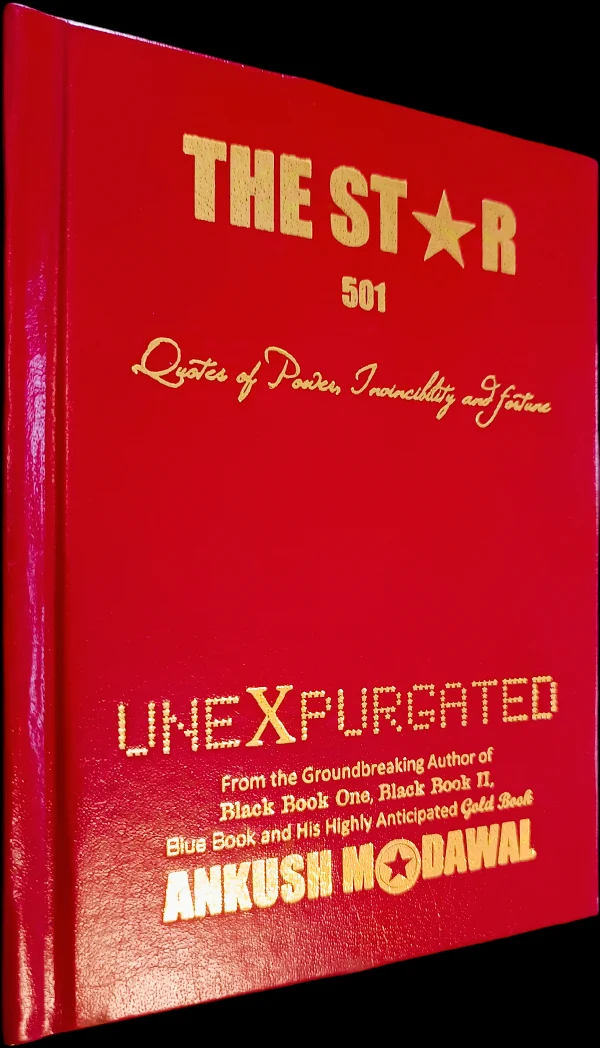 THE ST★R
501
Quotes of Power, Invincibility and fortune
UNEXPURGATED
From the Groundbreaking Author of
Black Book One, Black Book II,
Blue Book and His Highly Anticipated Gold Book
ANKUSH M★DAWAL